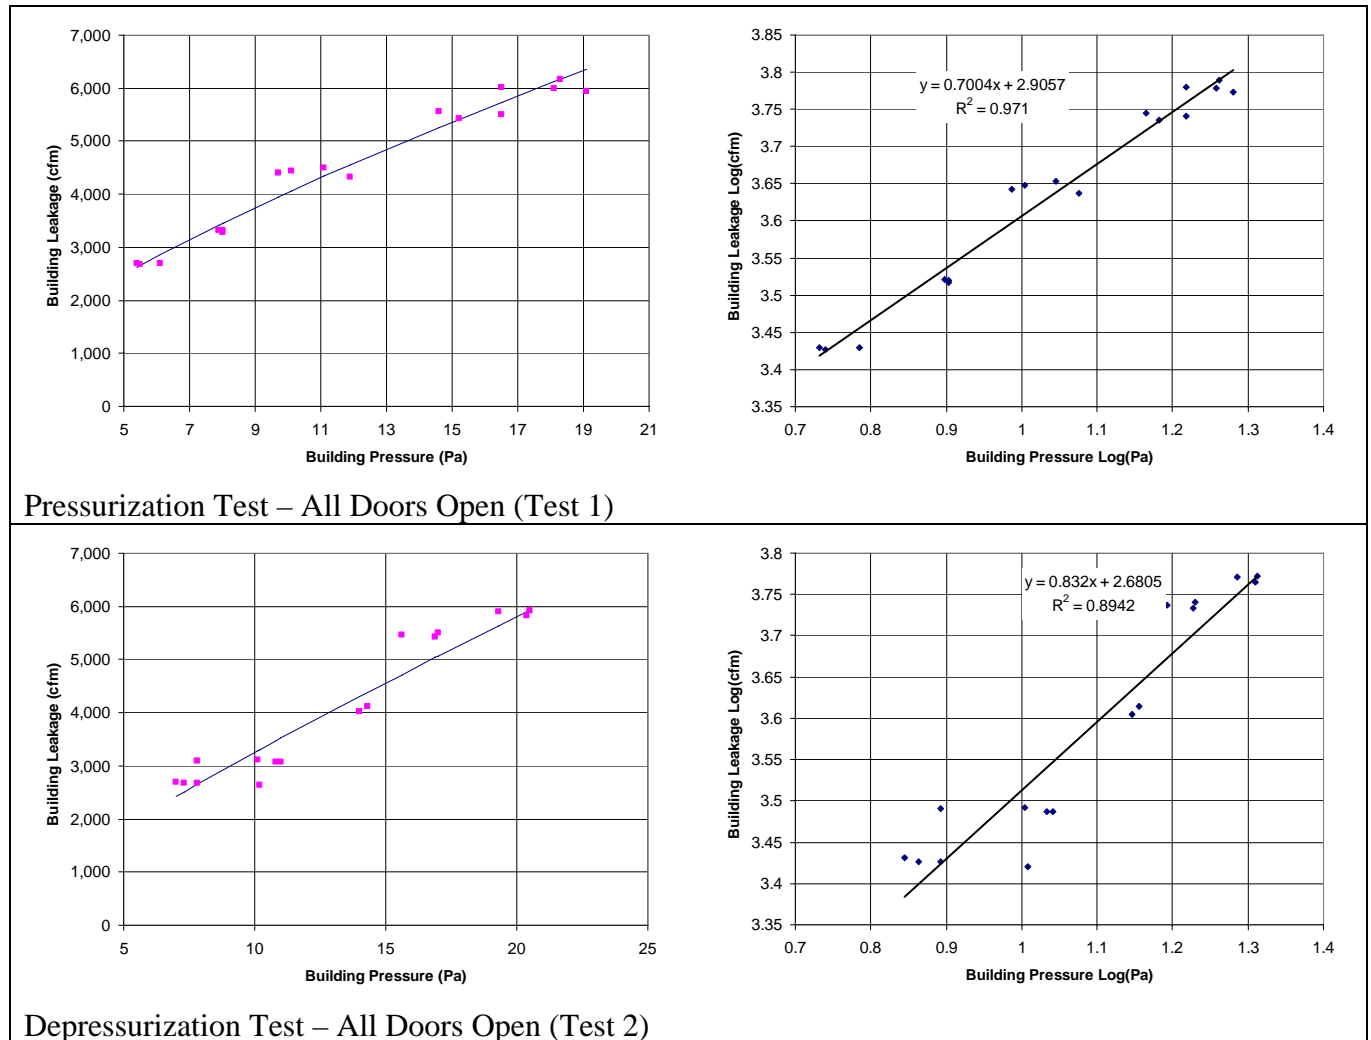 7,000
6,000
5,000
4,000
3,000
2,000
1,000
0
Building Leakage (cfm)
5 7 9 11 13 15 17 19 21
Building Pressure (Pa)
3.85
3.8
3.75
3.7
3.65
3.6
3.55
3.5
3.45
3.4
3.35
Building Leakage Log(cfm)
y = 0.7004x + 2.9057
R² = 0.971
0.7 0.8 0.9 1 1.1 1.2 1.3 1.4
Building Pressure Log(Pa)
Pressurization Test – All Doors Open (Test 1)
7,000
6,000
5,000
4,000
3,000
2,000
1,000
0
Building Leakage (cfm)
5 10 15 20 25
Building Pressure (Pa)
3.8
3.75
3.7
3.65
3.6
3.55
3.5
3.45
3.4
3.35
Building Leakage Log(cfm)
y = 0.832x + 2.6805
R² = 0.8942
0.7 0.8 0.9 1 1.1 1.2 1.3 1.4
Building Pressure Log(Pa)
Depressurization Test – All Doors Open (Test 2)